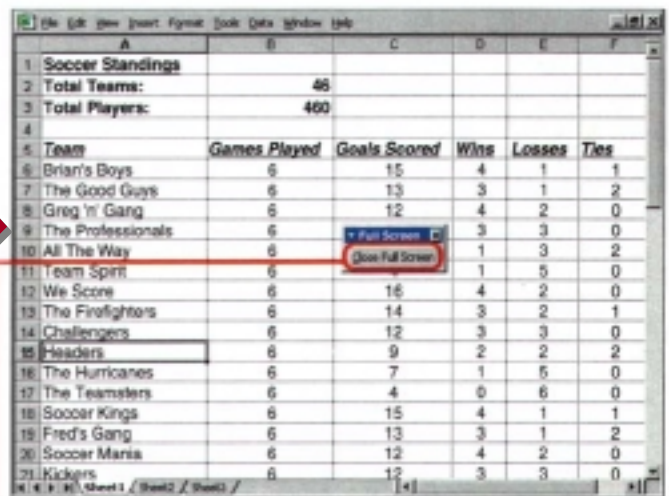 File Edit View Insert Format Tools Data Window Help
A B C D E F
1 Soccer Standings
2 Total Teams: 46
3 Total Players: 460
4
5 Team Games Played Goals Scored Wins Losses Ties
6 Brian's Boys 6 15 4 1 1
7 The Good Guys 6 13 3 1 2
8 Greg 'n' Gang 6 12 4 2 0
9 The Professionals 6 3 3 0
Full Screen
10 All The Way 6 1 3 2
Close Full Screen
11 Team Spirit 6 1 5 0
12 We Score 6 16 4 2 0
13 The Firefighters 6 14 3 2 1
14 Challengers 6 12 3 3 0
15 Headers 6 9 2 2 2
16 The Hurricanes 6 7 1 5 0
17 The Teamsters 6 4 0 6 0
18 Soccer Kings 6 15 4 1 1
19 Fred's Gang 6 13 3 1 2
20 Soccer Mania 6 12 4 2 0
21 Kickers 6 12 3 3 0
Sheet1 Sheet2 Sheet3